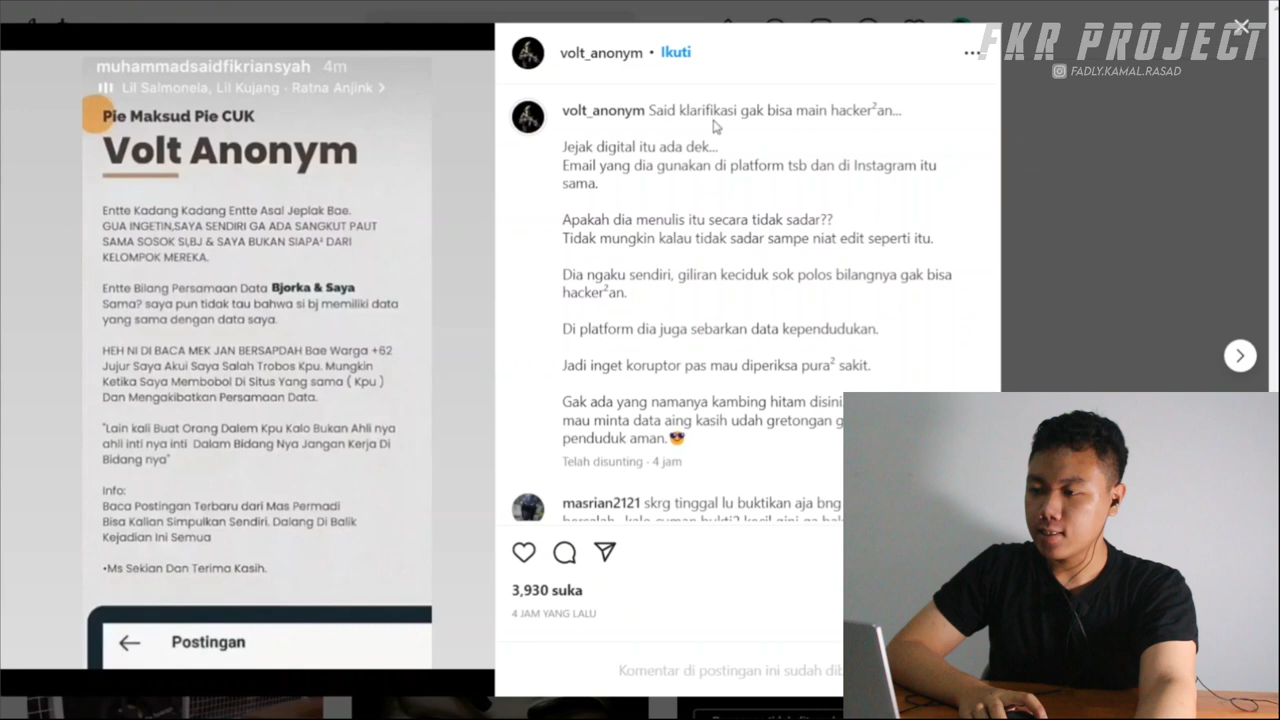 FKR PROJECT
FADLY.KAMAL.RASAD
muhammadsaidfikriansyah 4m
Lil Salmonela, Lil Kujang · Ratna Anjink
Pie Maksud Pie CUK
Volt Anonym
Entte Kadang Kadang Entte Asal Jeplak Bae.
GUA INGETIN,SAYA SENDIRI GA ADA SANGKUT PAUT
SAMA SOSOK SI,BJ & SAYA BUKAN SIAPA² DARI
KELOMPOK MEREKA.
Entte Bilang Persamaan Data Bjorka & Saya
Sama? saya pun tidak tau bahwa si bj memiliki data
yang sama dengan data saya.
HEH NI DI BACA MEK JAN BERSAPDAH Bae Warga +62
Jujur Saya Akui Saya Salah Trobos Kpu. Mungkin
Ketika Saya Membobol Di Situs Yang sama ( Kpu )
Dan Mengakibatkan Persamaan Data.
"Lain kali Buat Orang Dalem Kpu Kalo Bukan Ahli nya
ahli inti nya inti Dalam Bidang Nya Jangan Kerja Di
Bidang nya"
Info:
Baca Postingan Terbaru dari Mas Permadi
Bisa Kalian Simpulkan Sendiri. Dalang Di Balik
Kejadian Ini Semua
•Ms Sekian Dan Terima Kasih.
Postingan
volt_anonym • Ikuti
volt_anonym Said klarifikasi gak bisa main hacker²an...
Jejak digital itu ada dek...
Email yang dia gunakan di platform tsb dan di Instagram itu
sama.
Apakah dia menulis itu secara tidak sadar??
Tidak mungkin kalau tidak sadar sampe niat edit seperti itu.
Dia ngaku sendiri, giliran keciduk sok polos bilangnya gak bisa
hacker²an.
Di platform dia juga sebarkan data kependudukan.
Jadi inget koruptor pas mau diperiksa pura² sakit.
Gak ada yang namanya kambing hitam disini
mau minta data aing kasih udah gretongan g
penduduk aman.😎
Telah disunting · 4 jam
masrian2121 skrg tinggal lu buktikan aja bng
3,930 suka
4 JAM YANG LALU
Komentar di postingan ini sudah dib